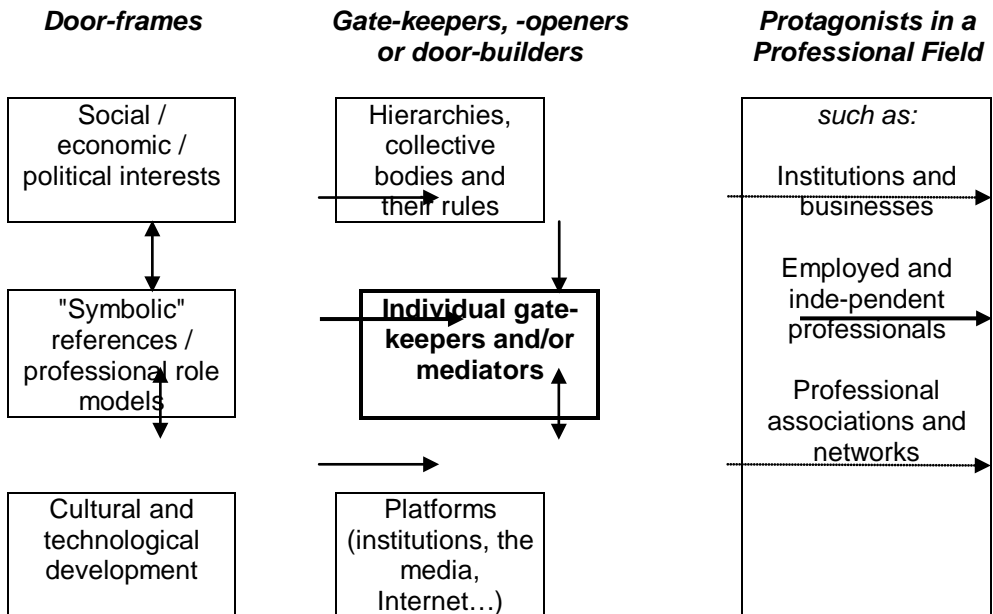 Door-frames
Gate-keepers, -openers
or door-builders
Protagonists in a
Professional Field
Social /
economic /
political interests
Hierarchies,
collective
bodies and
their rules
such as:
Institutions and
businesses
Employed and
inde-pendent
professionals
Professional
associations and
networks
"Symbolic"
references /
professional role
models
Individual gate-
keepers and/or
mediators
Cultural and
technological
development
Platforms
(institutions, the
media,
Internet…)